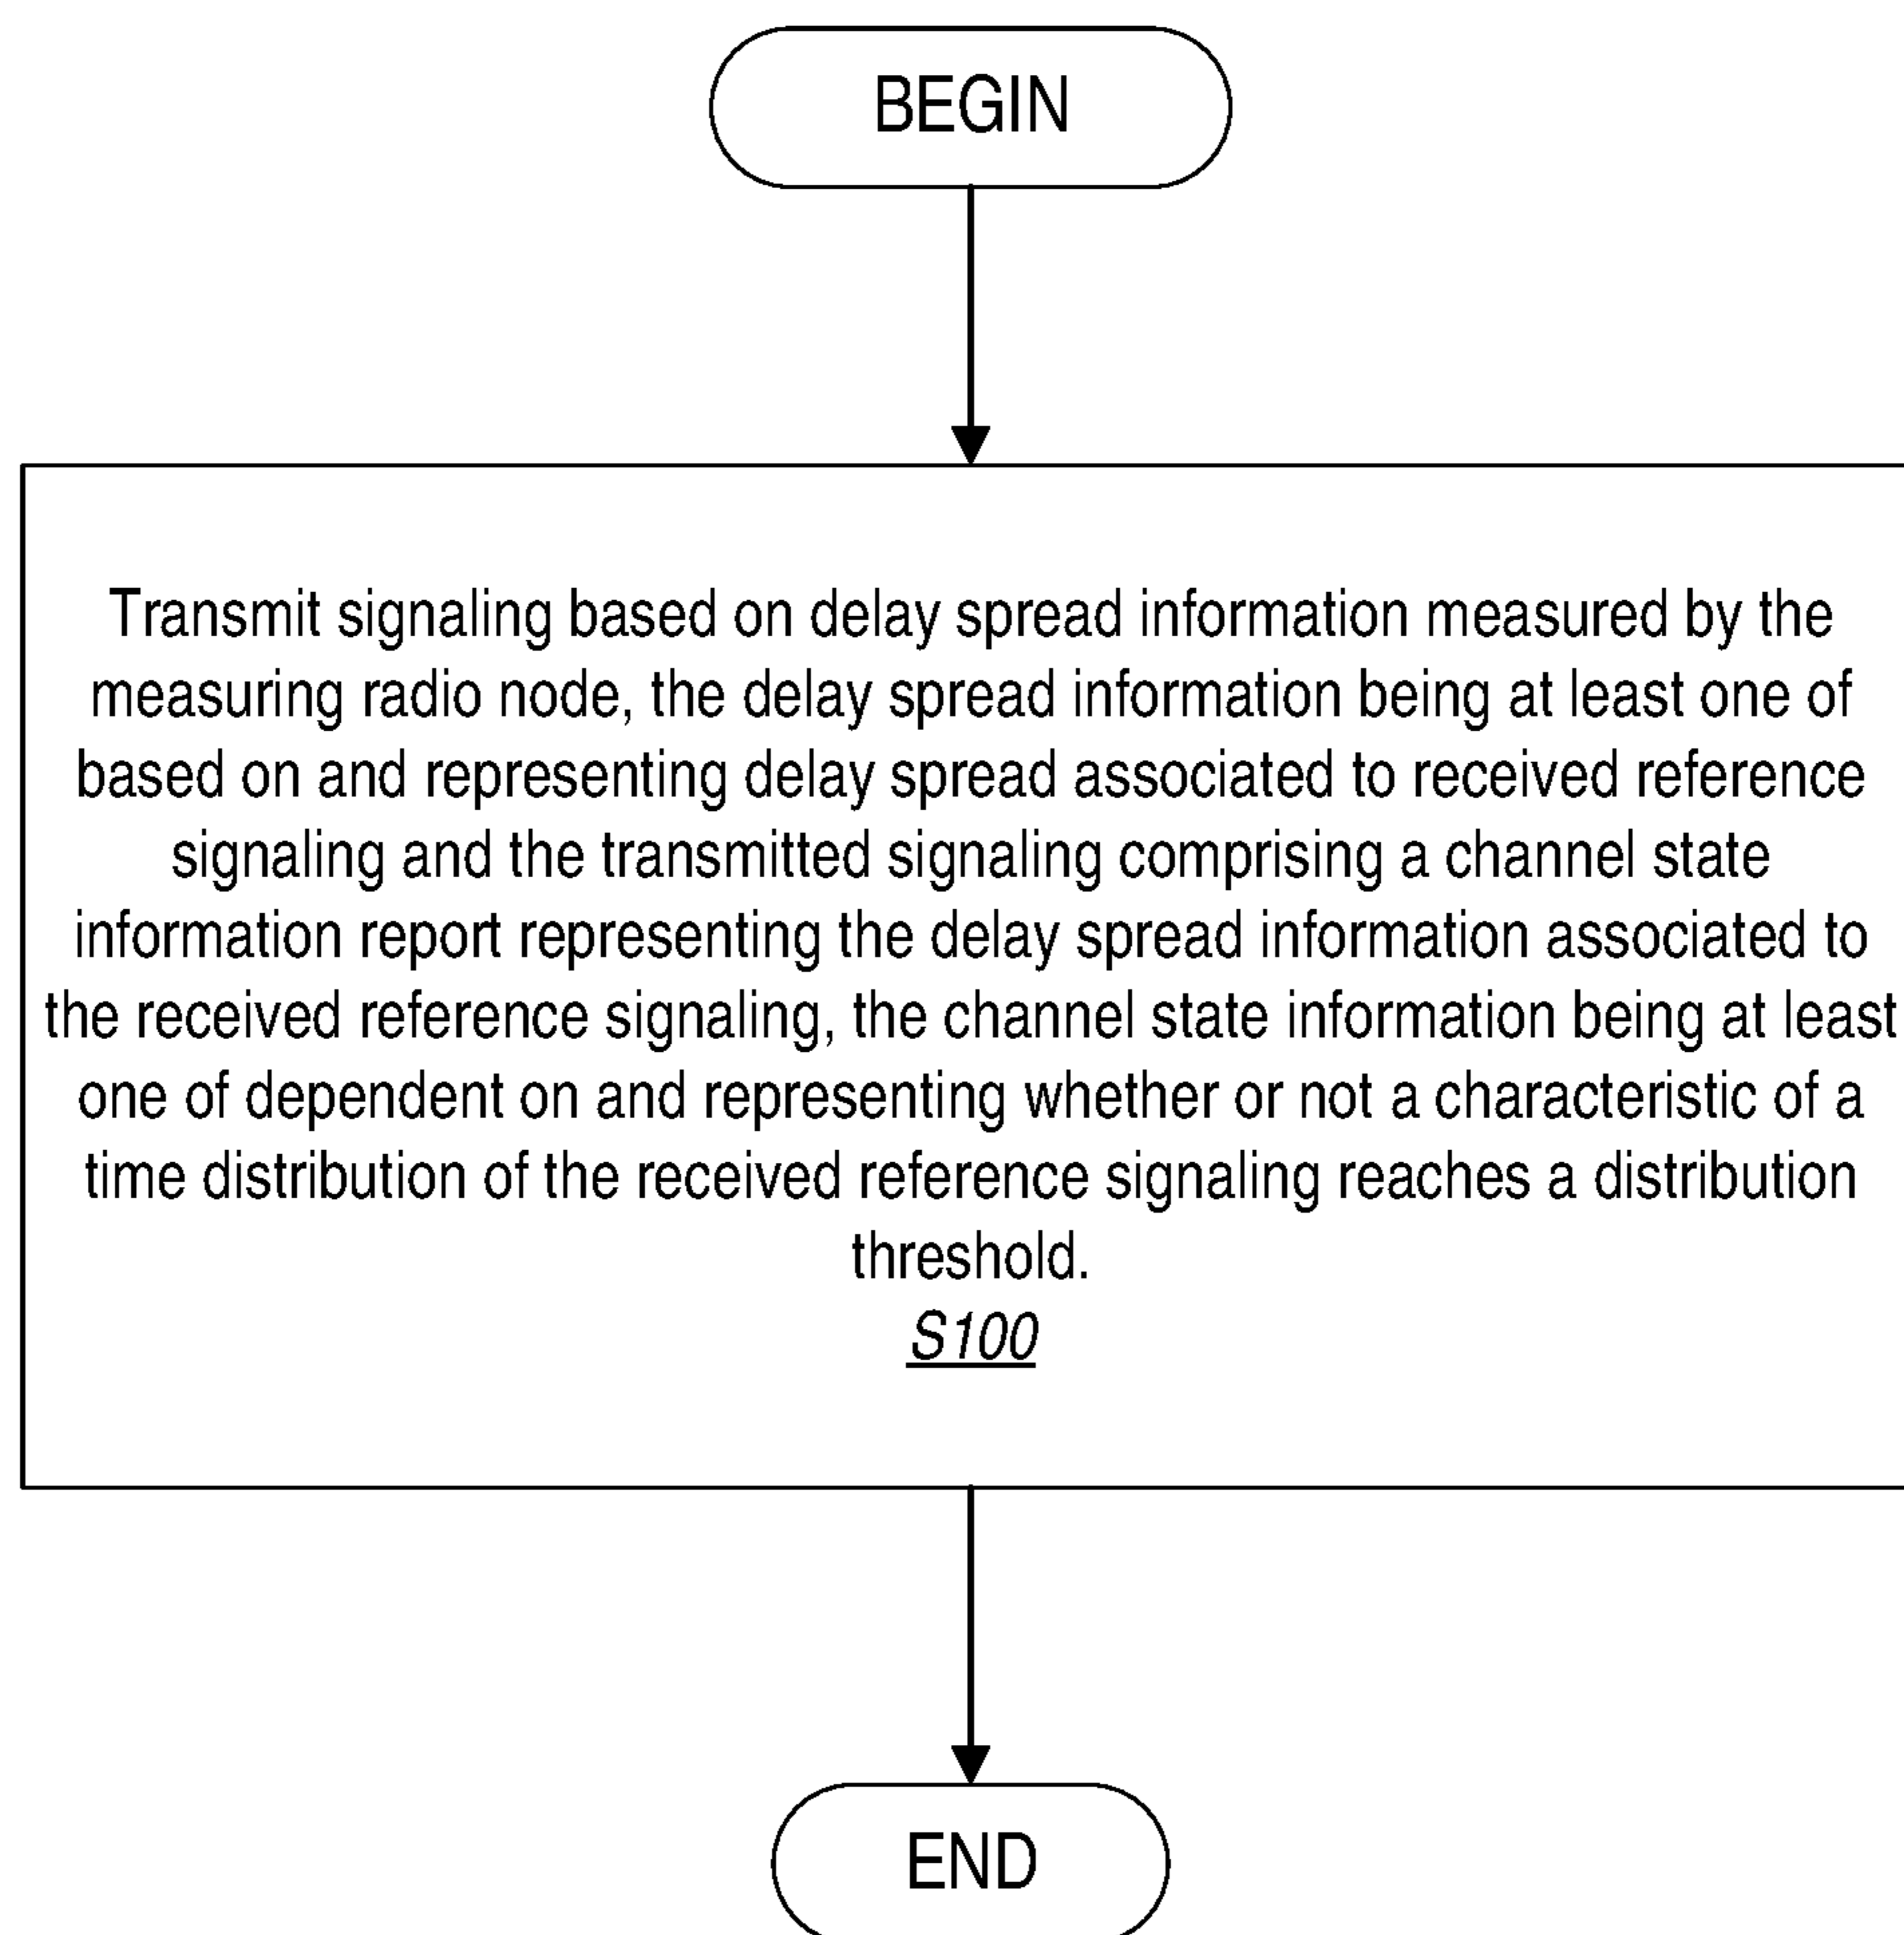 BEGIN
Transmit signaling based on delay spread information measured by the
measuring radio node, the delay spread information being at least one of
based on and representing delay spread associated to received reference
signaling and the transmitted signaling comprising a channel state
information report representing the delay spread information associated to
the received reference signaling, the channel state information being at least
one of dependent on and representing whether or not a characteristic of a
time distribution of the received reference signaling reaches a distribution
threshold.
S100
END